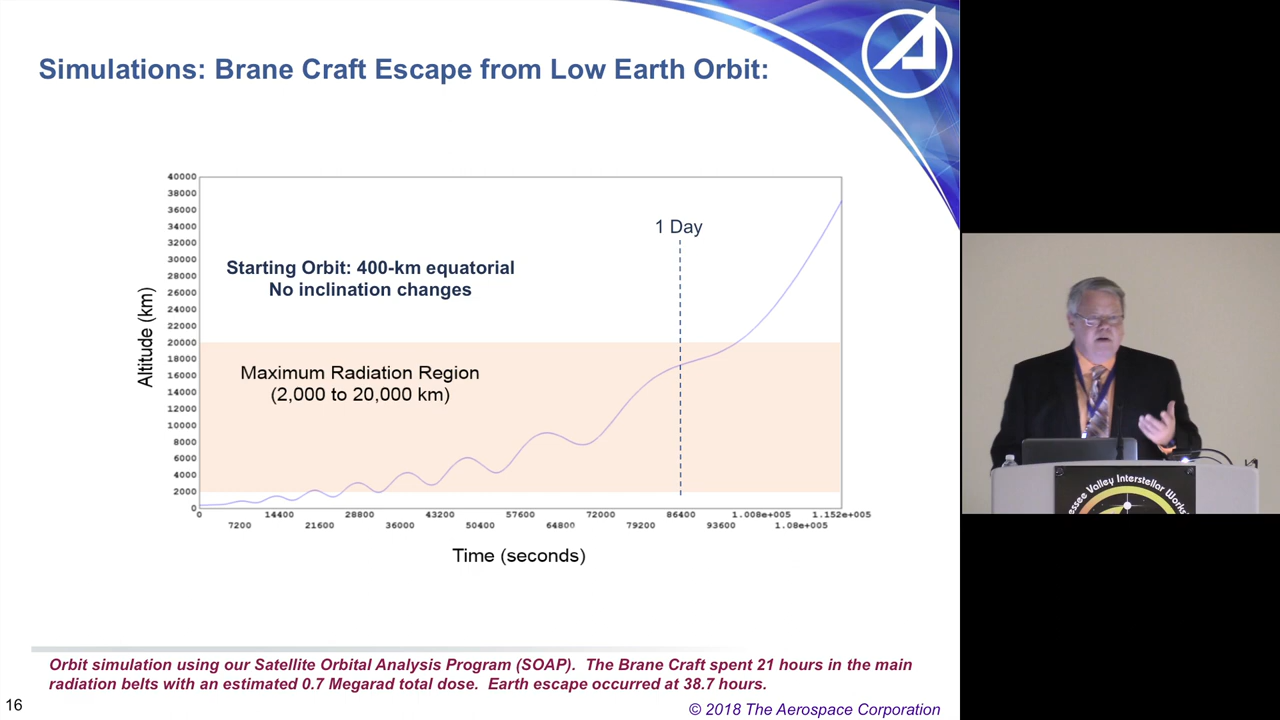 Simulations: Brane Craft Escape from Low Earth Orbit:
40000
38000
36000
34000
32000
30000
28000
26000
24000
22000
20000
18000
16000
14000
12000
10000
8000
6000
4000
2000
0
Altitude (km)
1 Day
Starting Orbit: 400-km equatorial
No inclination changes
Maximum Radiation Region
(2,000 to 20,000 km)
0 14400 28800 43200 57600 72000 86400 1.008e+005 1.152e+005
7200 21600 36000 50400 64800 79200 93600 1.08e+005
Time (seconds)
Orbit simulation using our Satellite Orbital Analysis Program (SOAP). The Brane Craft spent 21 hours in the main
radiation belts with an estimated 0.7 Megarad total dose. Earth escape occurred at 38.7 hours.
16
© 2018 The Aerospace Corporation
Valley Interstellar